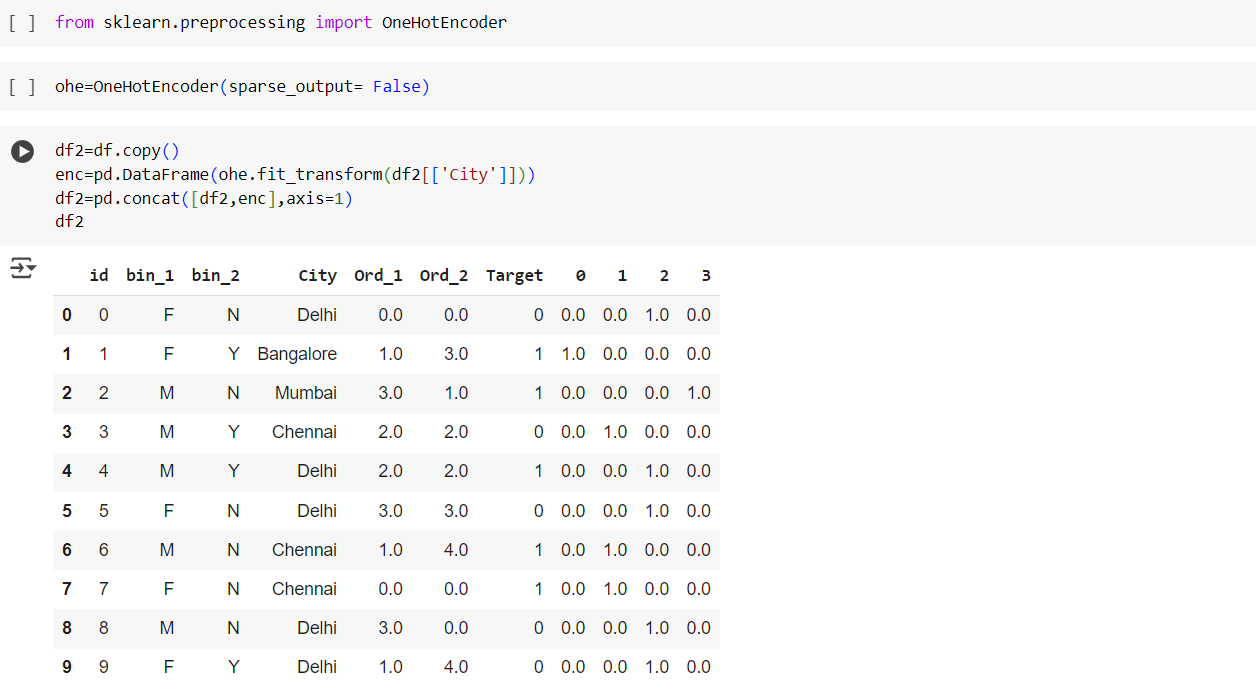 [ ] from sklearn.preprocessing import OneHotEncoder
[ ] ohe=OneHotEncoder(sparse_output= False)
df2=df.copy()
enc=pd.DataFrame(ohe.fit_transform(df2[['City']]))
df2=pd.concat([df2,enc],axis=1)
df2
id bin_1 bin_2 City Ord_1 Ord_2 Target 0 1 2 3
0 0 F N Delhi 0.0 0.0 0 0.0 0.0 1.0 0.0
1 1 F Y Bangalore 1.0 3.0 1 1.0 0.0 0.0 0.0
2 2 M N Mumbai 3.0 1.0 1 0.0 0.0 0.0 1.0
3 3 M Y Chennai 2.0 2.0 0 0.0 1.0 0.0 0.0
4 4 M Y Delhi 2.0 2.0 1 0.0 0.0 1.0 0.0
5 5 F N Delhi 3.0 3.0 0 0.0 0.0 1.0 0.0
6 6 M N Chennai 1.0 4.0 1 0.0 1.0 0.0 0.0
7 7 F N Chennai 0.0 0.0 1 0.0 1.0 0.0 0.0
8 8 M N Delhi 3.0 0.0 0 0.0 0.0 1.0 0.0
9 9 F Y Delhi 1.0 4.0 0 0.0 0.0 1.0 0.0